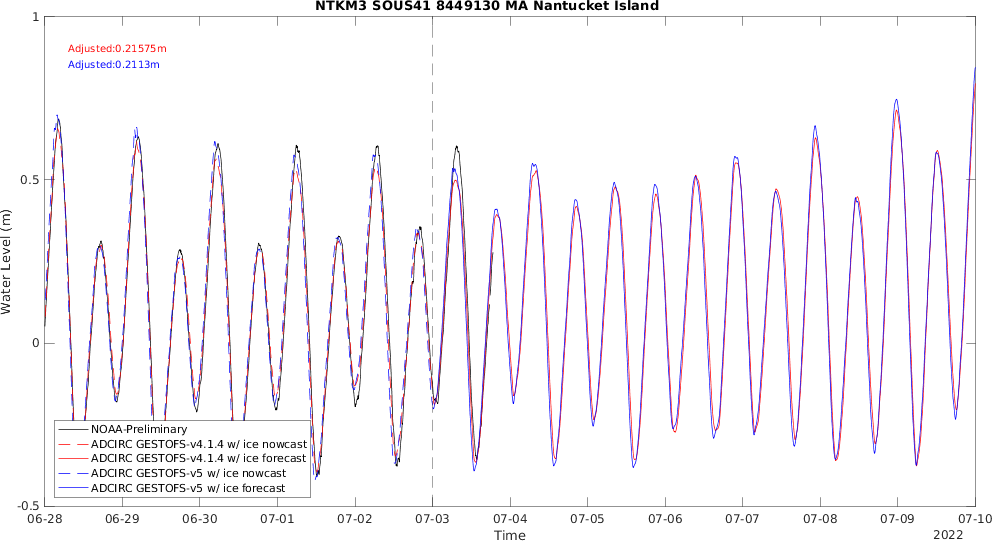 NTKM3 SOUS41 8449130 MA Nantucket Island
Adjusted:0.21575m
Adjusted:0.2113m
1
0.5
0
-0.5
Water Level (m)
NOAA-Preliminary
ADCIRC GESTOFS-v4.1.4 w/ ice nowcast
ADCIRC GESTOFS-v4.1.4 w/ ice forecast
ADCIRC GESTOFS-v5 w/ ice nowcast
ADCIRC GESTOFS-v5 w/ ice forecast
06-28 06-29 06-30 07-01 07-02 07-03 07-04 07-05 07-06 07-07 07-08 07-09 07-10
Time
2022